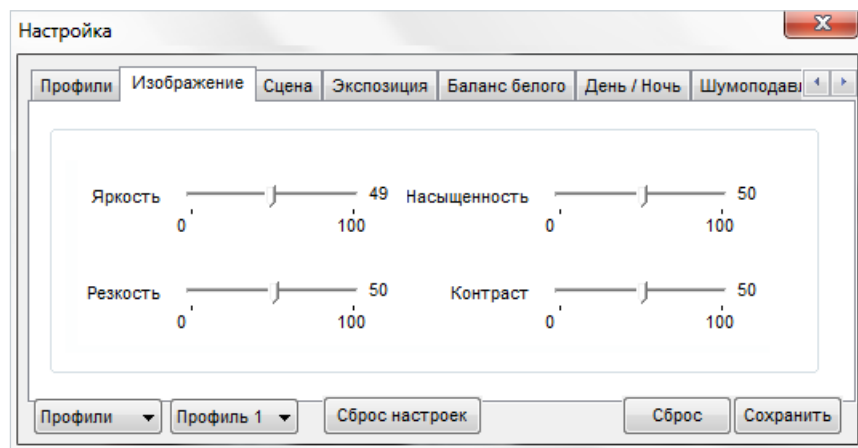 Настройка
Профили Изображение Сцена Экспозиция Баланс белого День / Ночь Шумоподав
Яркость 49 Насыщенность 50
0 100 0 100
Резкость 50 Контраст 50
0 100 0 100
Профили Профиль 1 Сброс настроек Сброс Сохранить